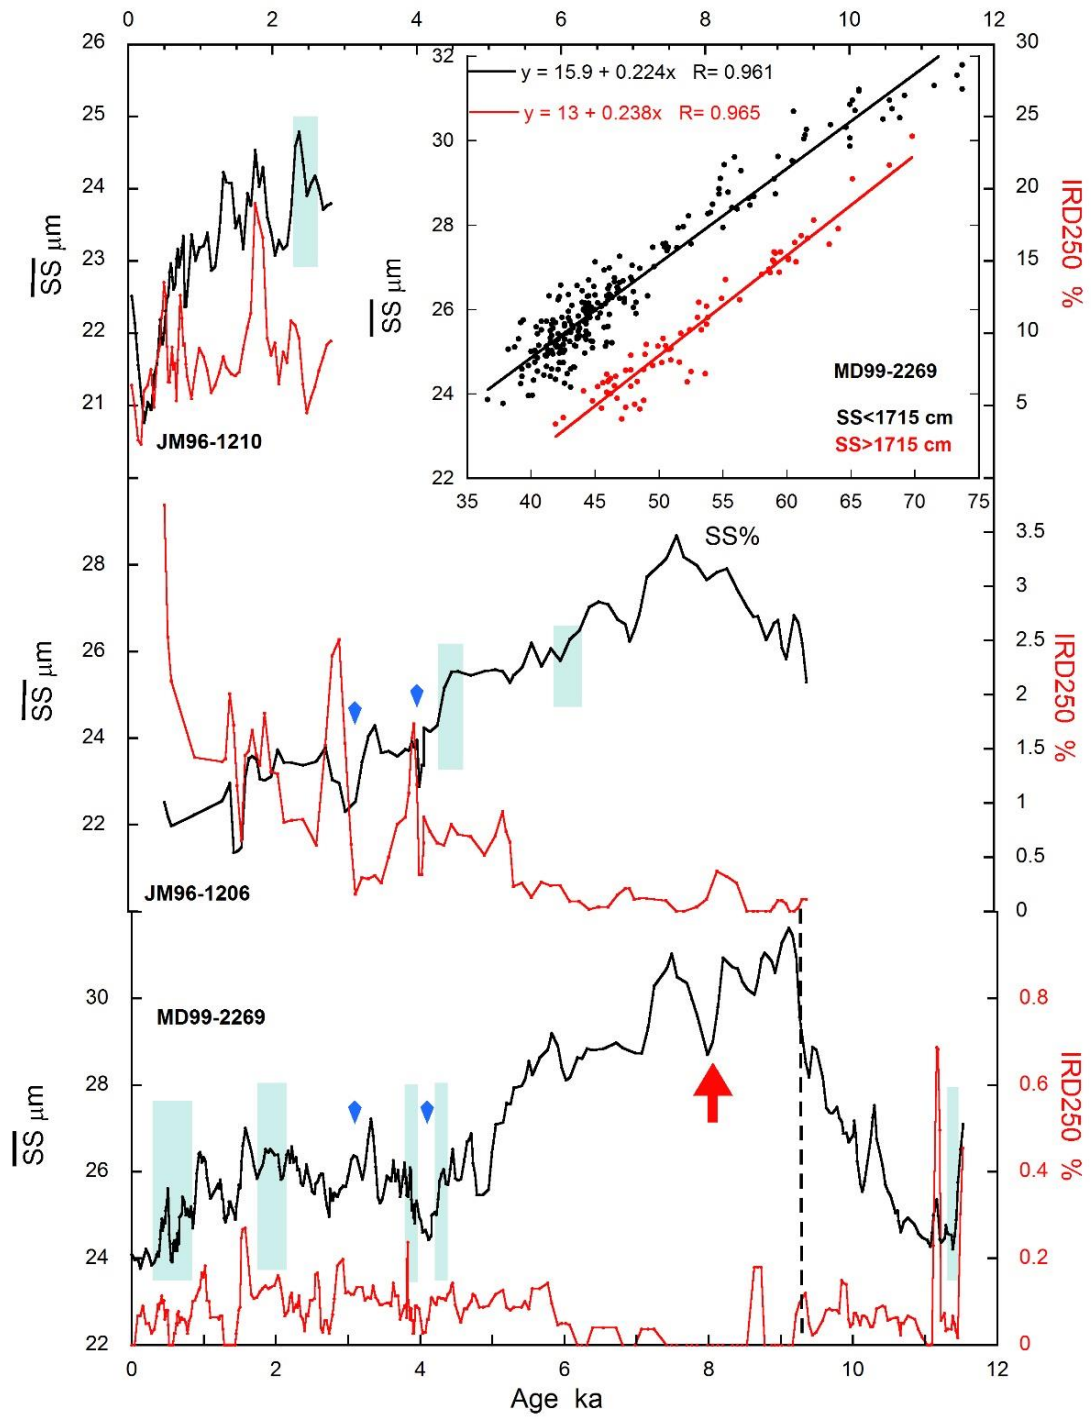 0 2 4 6 8 10 12
26 30
32
y = 15.9 + 0.224x R= 0.961
25 25
y = 13 + 0.238x R= 0.965
30
24 20
28
SS µm SS µm IRD250 %
23 15
26
22 10
MD99-2269
24
21 5
SS<1715 cm
JM96-1210
SS>1715 cm
22
35 40 45 50 55 60 65 70 75
SS%
3.5
28 3
26 2.5
SS µm IRD250 %
2
24 1.5
22 1
0.5
JM96-1206
0
30 0.8
MD99-2269
28 0.6
SS µm IRD250 %
26 0.4
24 0.2
22 0
0 2 4 6 8 10 12
Age ka